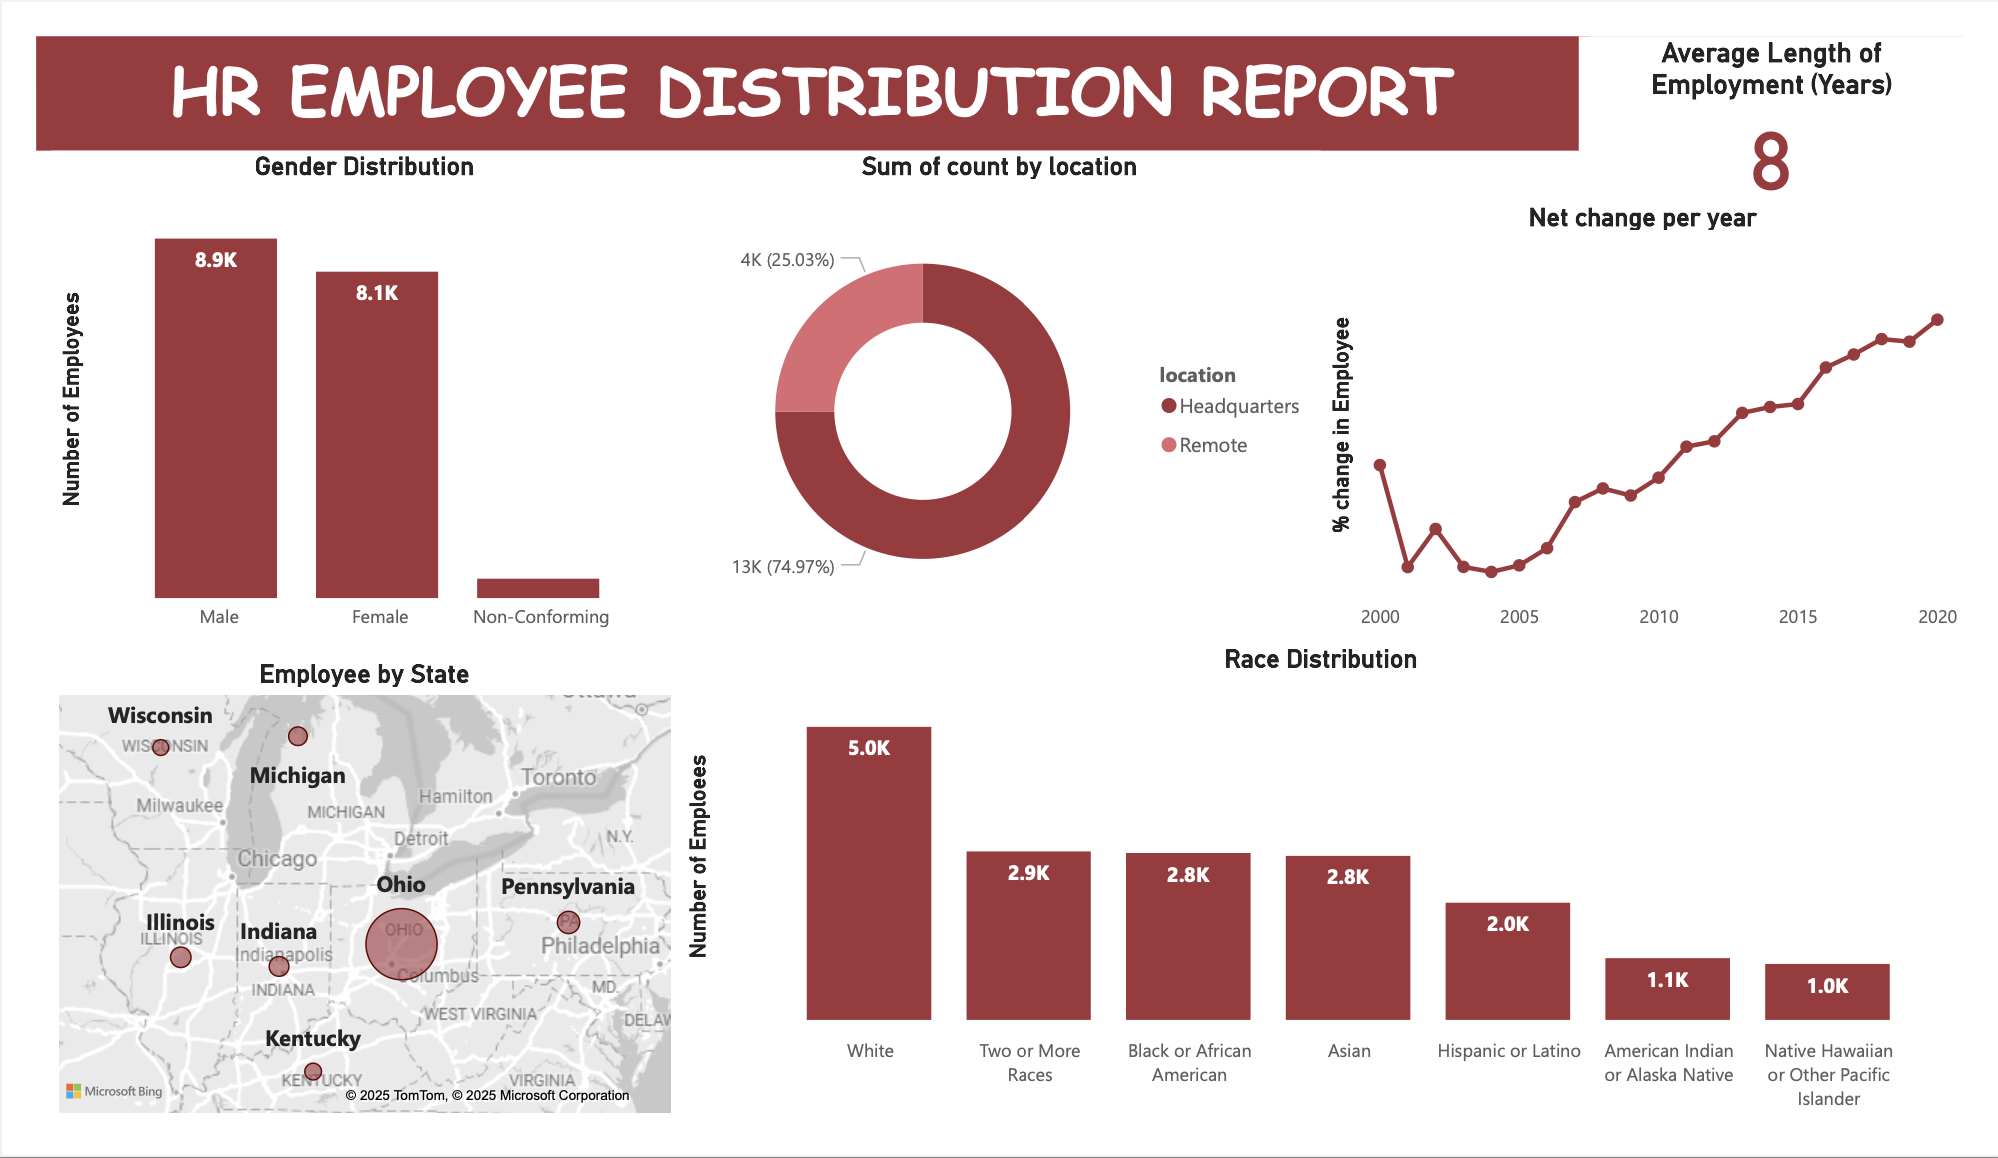 HR EMPLOYEE DISTRIBUTION REPORT
Average Length of
Employment (Years)
8
Gender Distribution
Number of Employees
8.9K
8.1K
Male
Female
Non-Conforming
Sum of count by location
4K (25.03%)
13K (74.97%)
location
Headquarters
Remote
Net change per year
% change in Employee
2000
2005
2010
2015
2020
Employee by State
Ottawa
Wisconsin
WISCONSIN
Michigan
Toronto
Milwaukee
Hamilton
MICHIGAN
Detroit
N.Y.
Chicago
Ohio
Pennsylvania
Illinois
Indiana
PA
OHIO
ILLINOIS
Indianapolis
Philadelphia
Columbus
INDIANA
MD.
WEST VIRGINIA
DELAW
Kentucky
KENTUCKY
VIRGINIA
Microsoft Bing
© 2025 TomTom, © 2025 Microsoft Corporation
Race Distribution
Number of Emploees
5.0K
2.9K
2.8K
2.8K
2.0K
1.1K
1.0K
White
Two or More
Races
Black or African
American
Asian
Hispanic or Latino
American Indian
or Alaska Native
Native Hawaiian
or Other Pacific
Islander